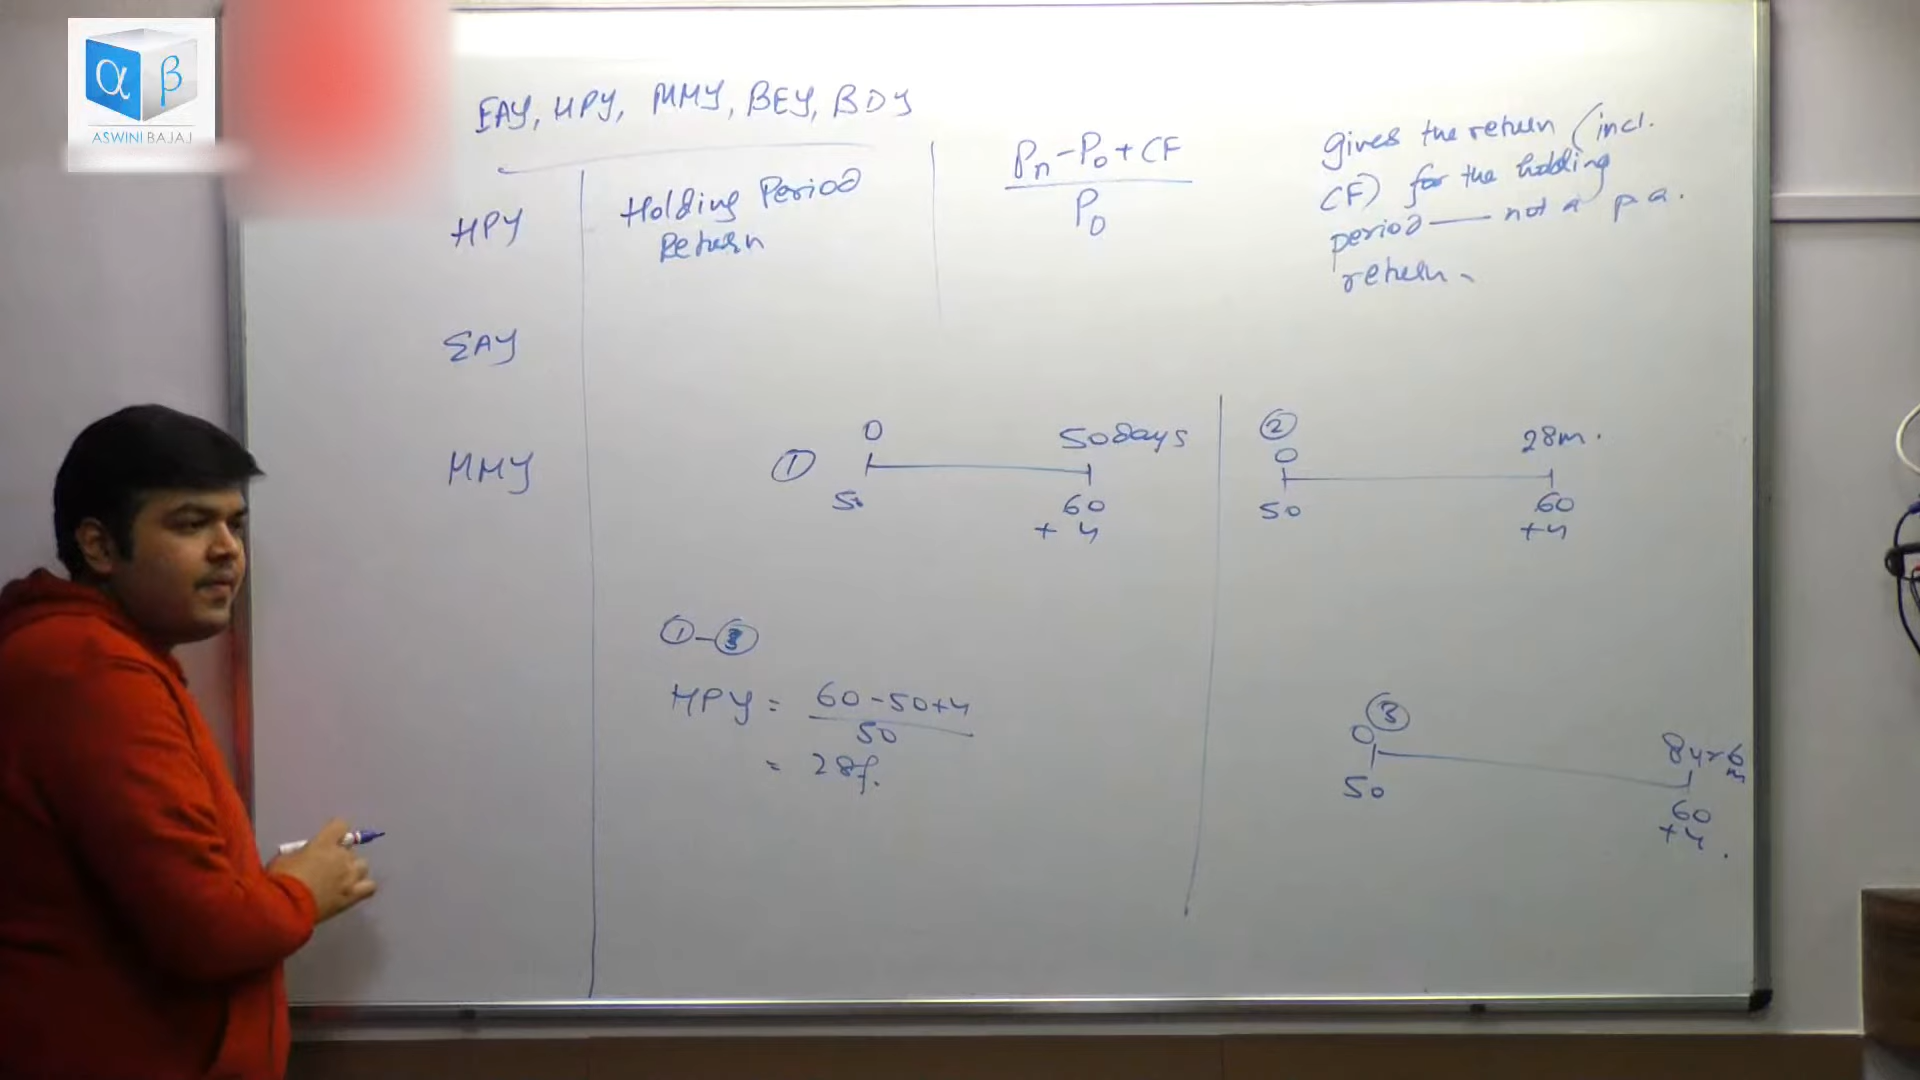 α β
ASWINI BAJAJ
EAY, HPY, MMY, BEY, BDY
HPY
Holding Period
Return
Pn - P0 + CF
P0
Gives the return (incl.
CF) for the holding
period — not a p.a.
return.
EAY
MMY
①
0
50 days
50
60
+ 4
②
0
28m.
50
60
+4
① - ③
HPY = 60 - 50 + 4
50
= 28%.
③
0
8yr 6
m
50
60
+4